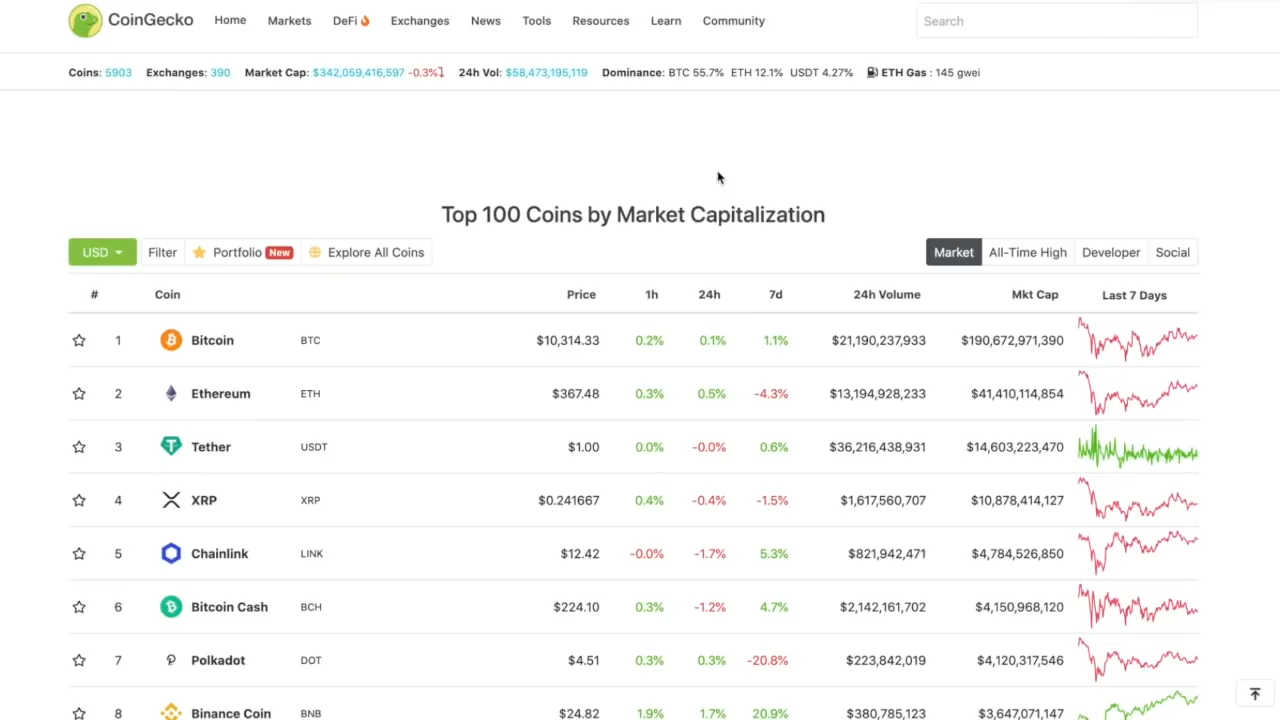 CoinGecko Home Markets DeFi Exchanges News Tools Resources Learn Community Search
Coins: 5903 Exchanges: 390 Market Cap: $342,059,416,597 -0.3% 24h Vol: $58,473,195,119 Dominance: BTC 55.7% ETH 12.1% USDT 4.27% ETH Gas : 145 gwei
Top 100 Coins by Market Capitalization
USD Filter Portfolio New Explore All Coins Market All-Time High Developer Social
# Coin Price 1h 24h 7d 24h Volume Mkt Cap Last 7 Days
1 Bitcoin BTC $10,314.33 0.2% 0.1% 1.1% $21,190,237,933 $190,672,971,390
2 Ethereum ETH $367.48 0.3% 0.5% -4.3% $13,194,928,233 $41,410,114,854
3 Tether USDT $1.00 0.0% -0.0% 0.6% $36,216,438,931 $14,603,223,470
4 XRP XRP $0.241667 0.4% -0.4% -1.5% $1,617,560,707 $10,878,414,127
5 Chainlink LINK $12.42 -0.0% -1.7% 5.3% $821,942,471 $4,784,526,850
6 Bitcoin Cash BCH $224.10 0.3% -1.2% 4.7% $2,142,161,702 $4,150,968,120
7 Polkadot DOT $4.51 0.3% 0.3% -20.8% $223,842,019 $4,120,317,546
8 Binance Coin BNB $24.82 1.9% 1.7% 20.9% $380,785,123 $3,647,071,147